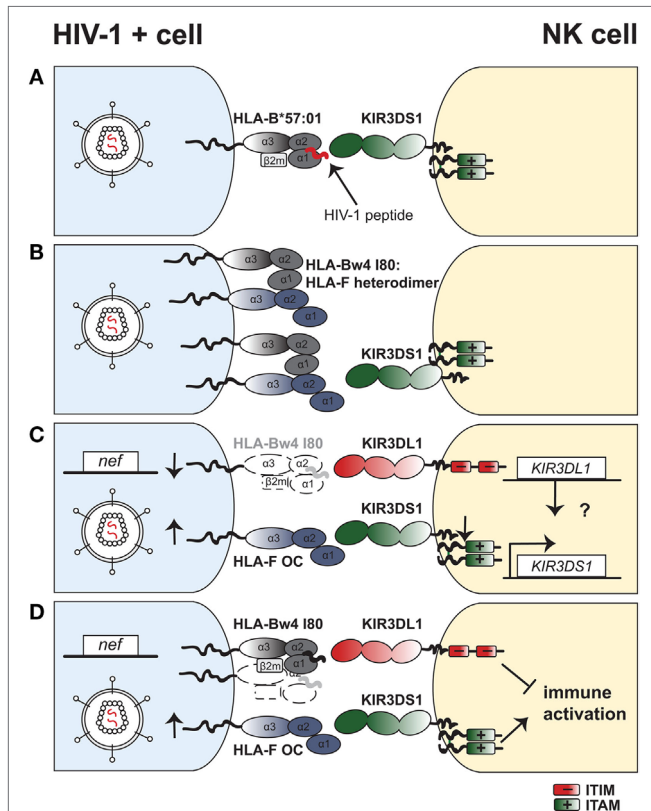 HIV-1 + cell NK cell
A
HLA-B*57:01 KIR3DS1
α3 α2
β2m α1
+
+
HIV-1 peptide
B
α3 α2
HLA-Bw4 I80:
α1 HLA-F heterodimer
α3 α2
α1
α3 α2
KIR3DS1
α1
α3 α2
α1
+
+
C
HLA-Bw4 I80 KIR3DL1
nef
α3 α2
β2m α1
− −
KIR3DL1
?
KIR3DS1
α3 α2
α1
HLA-F OC
+
+
KIR3DS1
D
HLA-Bw4 I80 KIR3DL1
nef
α3 α2
β2m α1
α2
− −
immune
activation
KIR3DS1
α3 α2
α1
HLA-F OC
+
+
− ITIM
+ ITAM